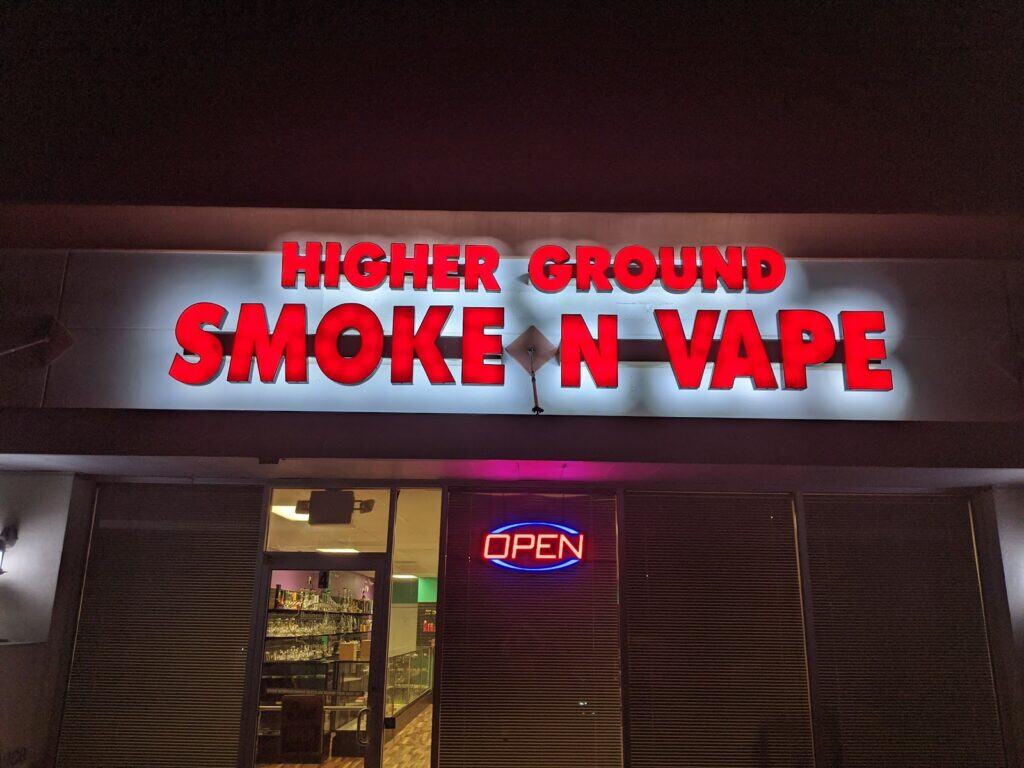 HIGHER GROUND
SMOKE N VAPE
OPEN